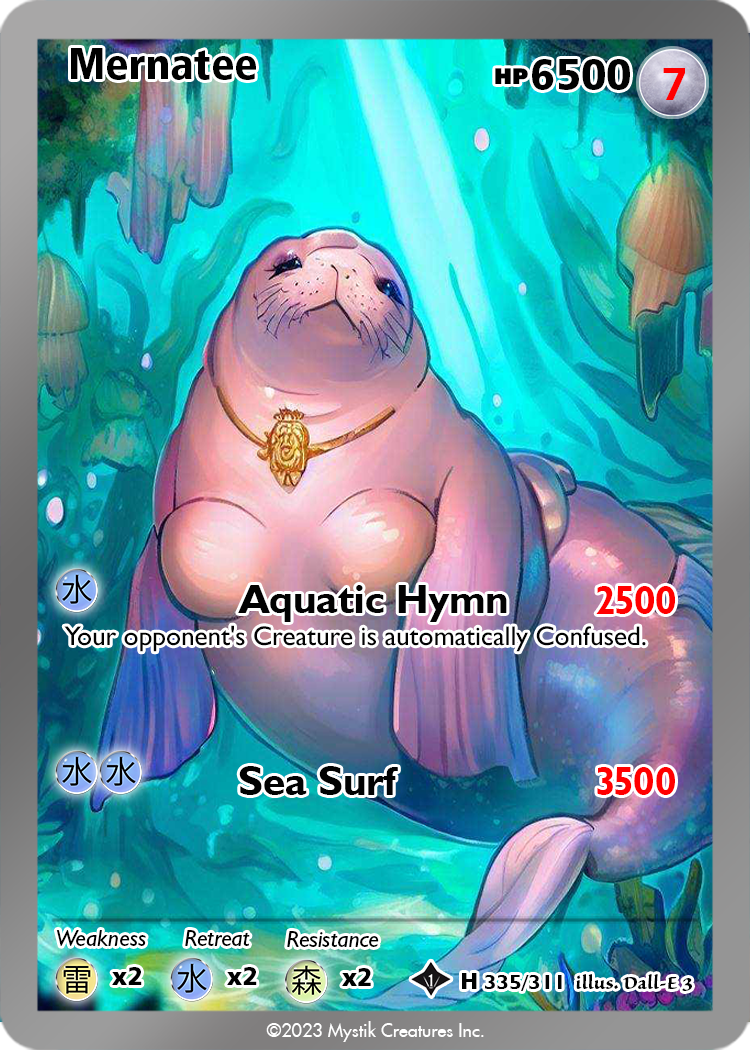 Mernatee HP6500 7
水 Aquatic Hymn 2500
Your opponent's Creature is automatically Confused.
水 水 Sea Surf 3500
Weakness Retreat Resistance
雷 x2 水 x2 森 x2 1 H 335/311 illus. Dall-E 3
©2023 Mystik Creatures Inc.